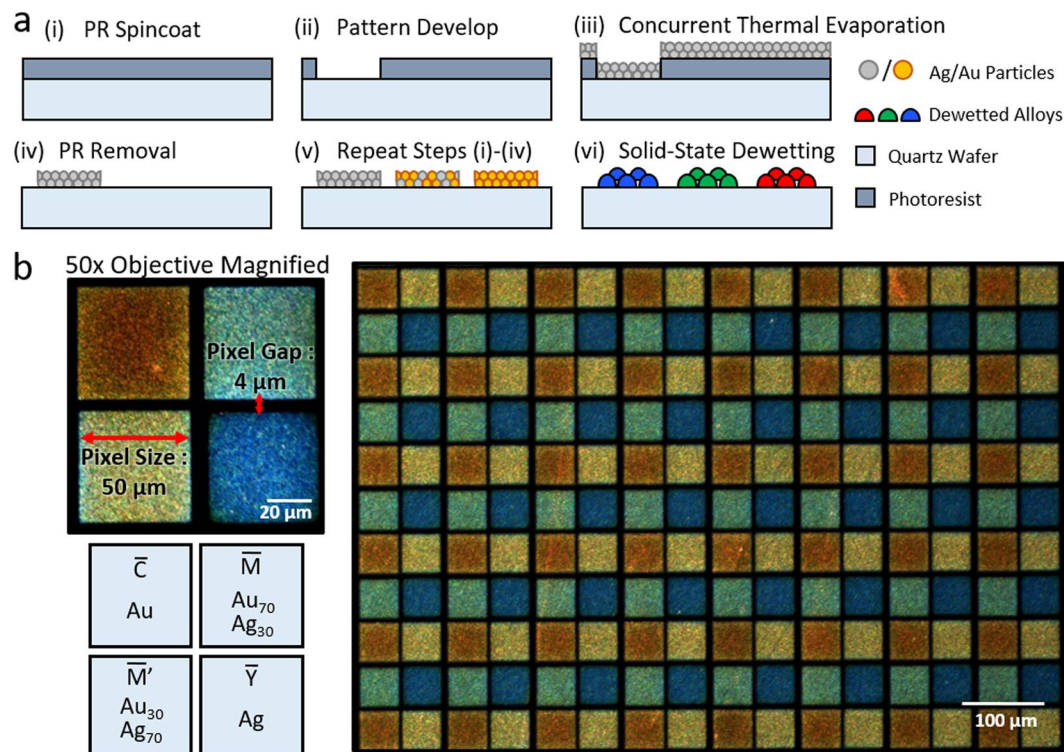 a
(i) PR Spincoat
(ii) Pattern Develop
(iii) Concurrent Thermal Evaporation
Ag/Au Particles
Dewetted Alloys
(iv) PR Removal
(v) Repeat Steps (i)-(iv)
(vi) Solid-State Dewetting
Quartz Wafer
Photoresist
b
50x Objective Magnified
Pixel Gap :
4 μm
Pixel Size :
50 μm
20 μm
C̅
Au
M̅
Au₇₀
Ag₃₀
M̅’
Au₃₀
Ag₇₀
Y̅
Ag
100 μm